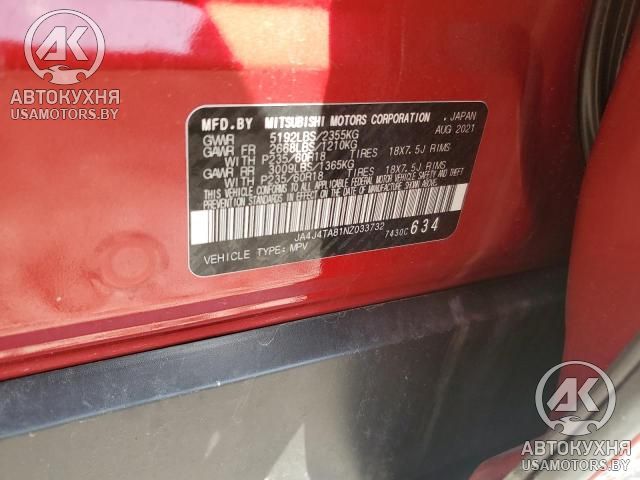 AK
АВТОКУХНЯ
USAMOTORS.BY
MFD.BY MITSUBISHI MOTORS CORPORATION , JAPAN
GVWR 5192LBS/2355KG AUG 2021
GAWR FR 2668LBS/1210KG
WITH P235/60R18 TIRES 18X7.5J RIMS
GAWR RR 3009LBS/1365KG
WITH P235/60R18 TIRES 18X7.5J RIMS
THIS VEHICLE CONFORMS TO ALL APPLICABLE FEDERAL MOTOR VEHICLE SAFETY AND THEFT
PREVENTION STANDARDS IN EFFECT ON THE DATE OF MANUFACTURE SHOWN ABOVE.
JA4J4TA81NZ033732
7430C 634
VEHICLE TYPE: MPV
AK
АВТОКУХНЯ
USAMOTORS.BY